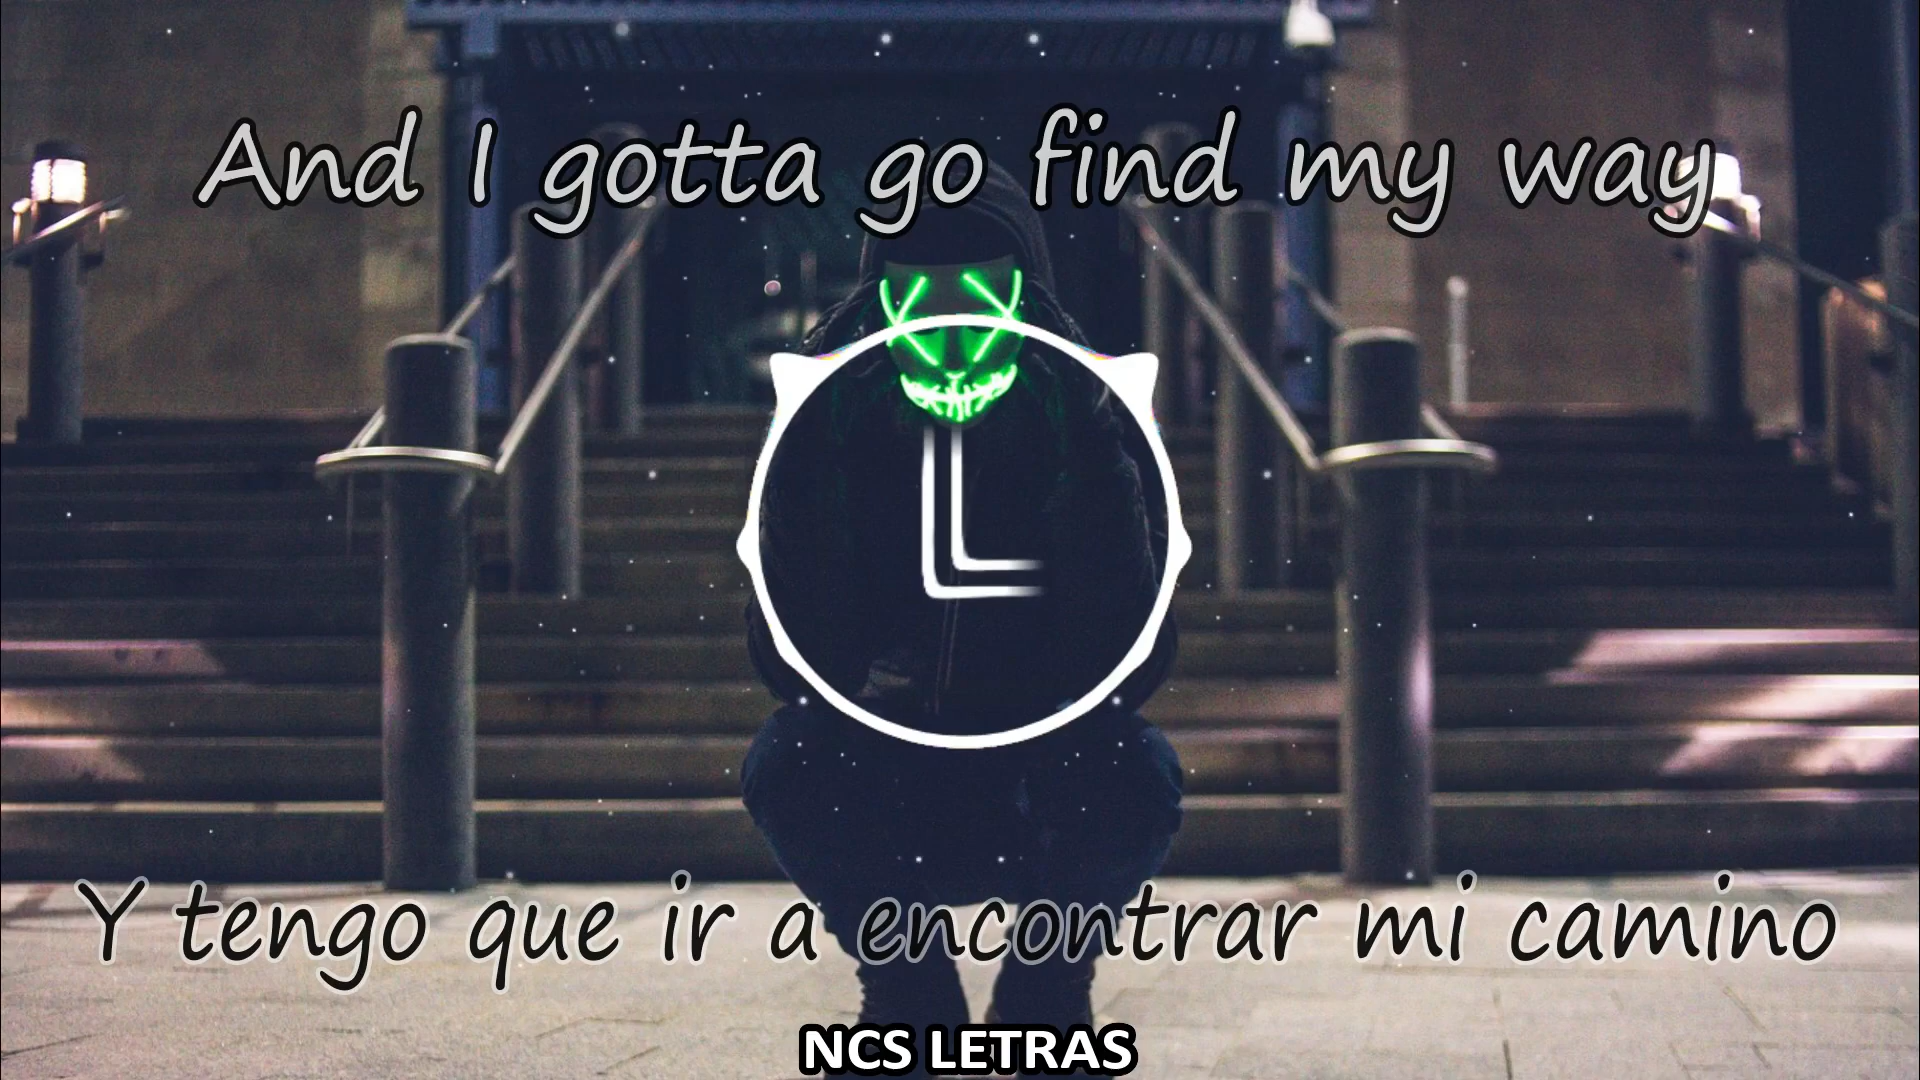 And I gotta go find my way
L
Y tengo que ir a encontrar mi camino
NCS LETRAS